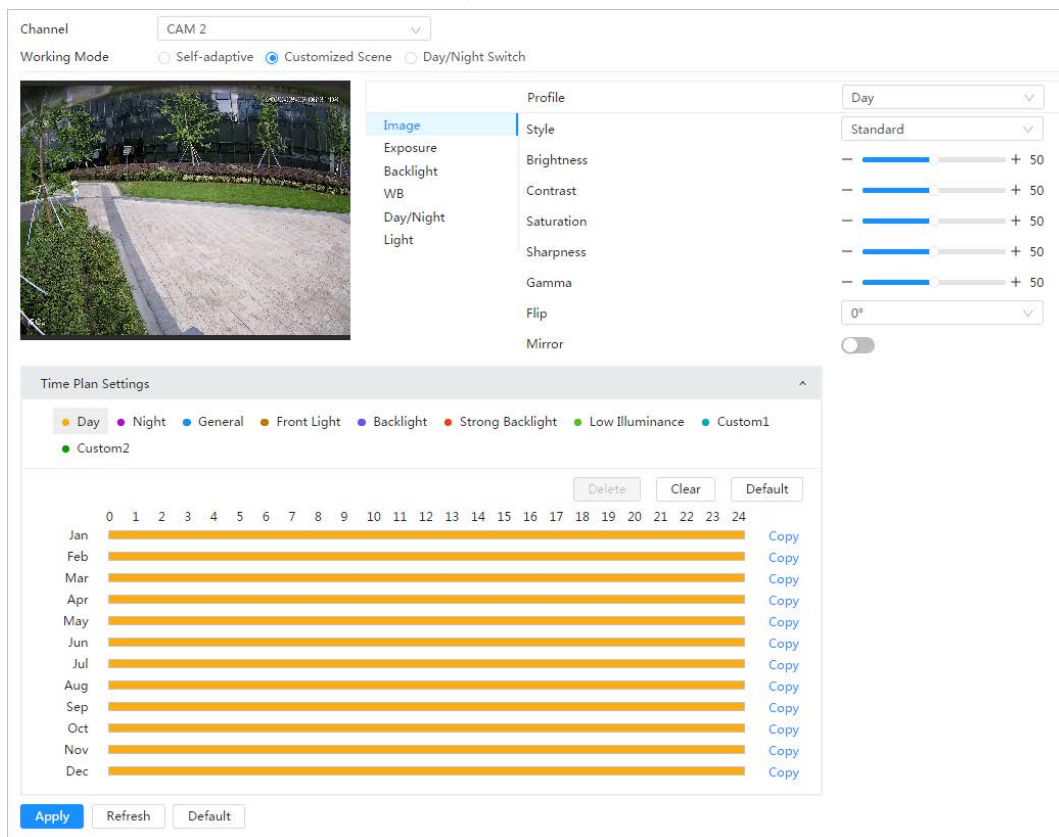 Channel CAM 2
Working Mode Self-adaptive Customized Scene Day/Night Switch
Profile Day
Image Style Standard
Exposure Brightness − + 50
Backlight Contrast − + 50
WB
Day/Night Saturation − + 50
Light
Sharpness − + 50
Gamma − + 50
Flip 0°
Mirror
Time Plan Settings
Day Night General Front Light Backlight Strong Backlight Low Illuminance Custom1
Custom2
Delete Clear Default
0 1 2 3 4 5 6 7 8 9 10 11 12 13 14 15 16 17 18 19 20 21 22 23 24
Jan Copy
Feb Copy
Mar Copy
Apr Copy
May Copy
Jun Copy
Jul Copy
Aug Copy
Sep Copy
Oct Copy
Nov Copy
Dec Copy
Apply Refresh Default